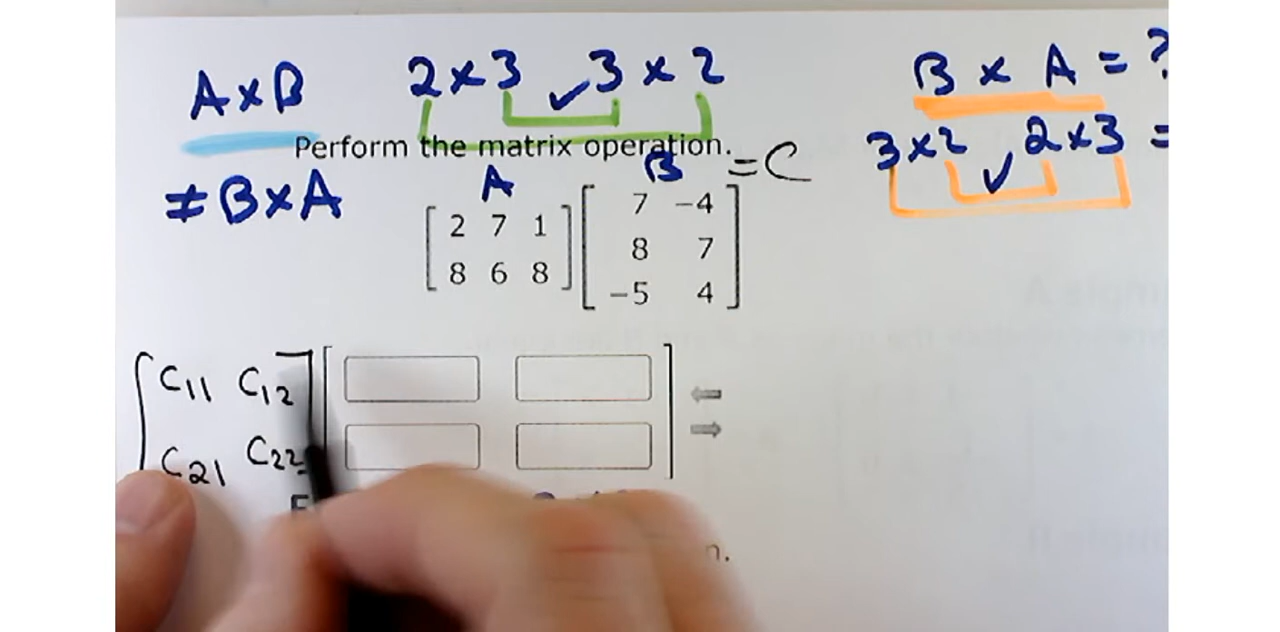 A×B 2×3 ✓ 3×2 B × A = ?
Perform the matrix operation. 3×2 ✓ 2×3 =
≠ B×A A B = C
2 7 1
8 6 8
7 -4
8 7
-5 4
C11 C12
C21 C22
n.